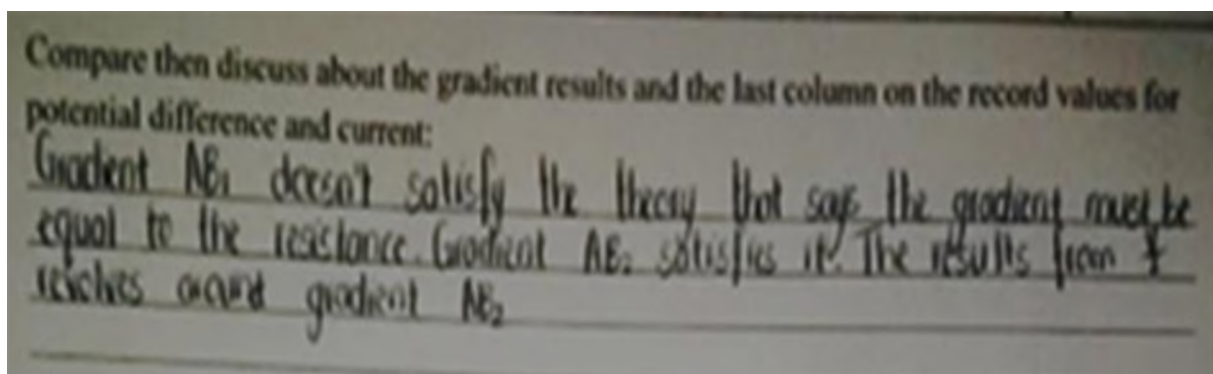 Compare then discuss about the gradient results and the last column on the record values for
potential difference and current:
Gradient AB1 doesn't satisfy the theory that says the gradient must be
equal to the resistance. Gradient AB2 satisfies it. The results from
reaches around gradient AB2